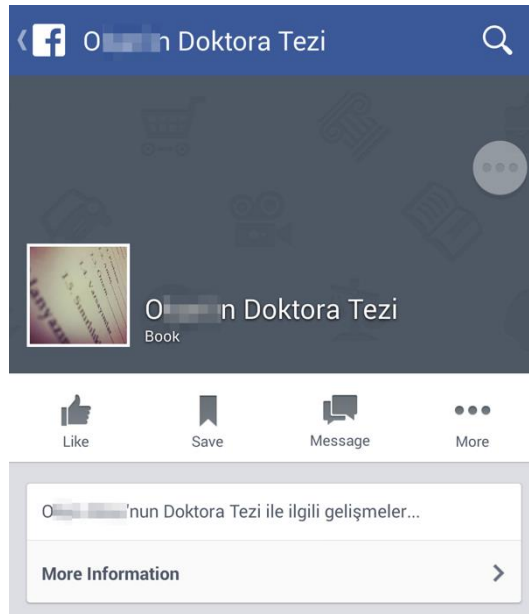 Doktora Tezi
Doktora Tezi
Book
Like
Save
Message
More
'nun Doktora Tezi ile ilgili gelişmeler...
More Information